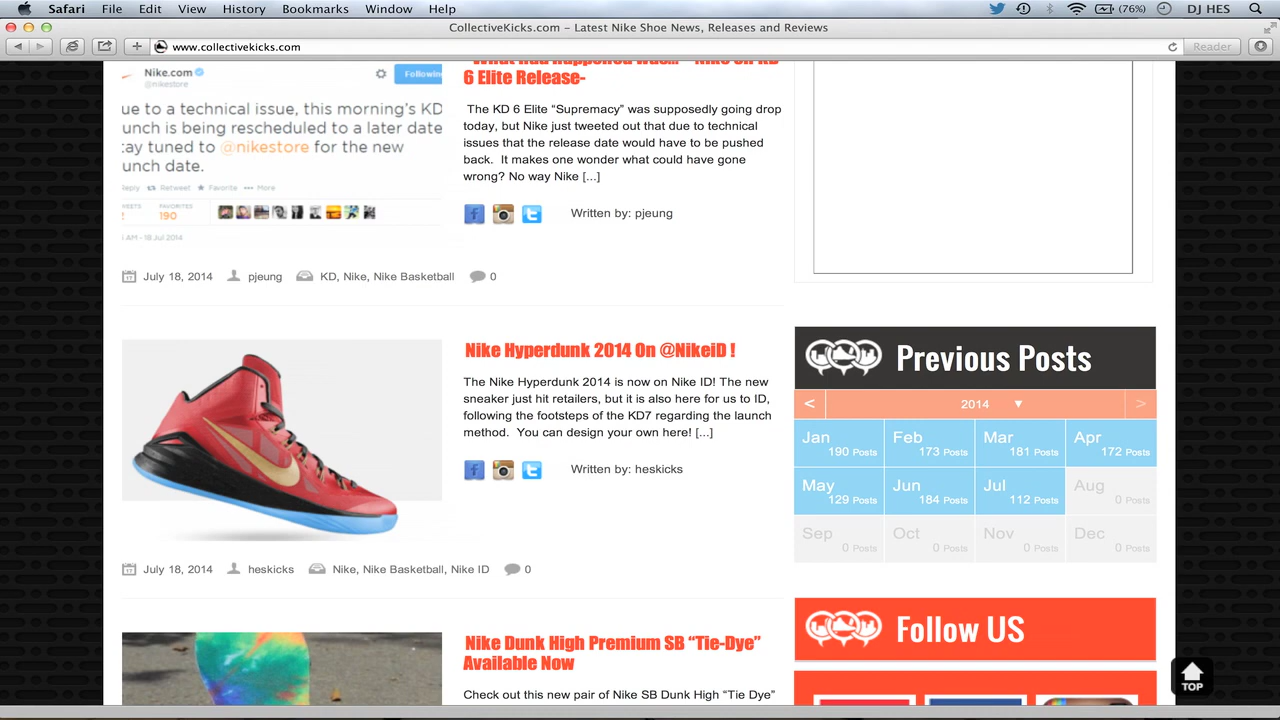 Safari File Edit View History Bookmarks Window Help (76%) DJ HES
CollectiveKicks.com – Latest Nike Shoe News, Releases and Reviews
www.collectivekicks.com Reader
Nike.com
@nikestore
Following
ue to a technical issue, this morning's KD
unch is being rescheduled to a later date
tay tuned to @nikestore for the new
unch date.
Reply Retweet Favorite More
FAVORITES
190
AM - 18 Jul 2014
6 Elite Release-
The KD 6 Elite “Supremacy” was supposedly going drop
today, but Nike just tweeted out that due to technical
issues that the release date would have to be pushed
back. It makes one wonder what could have gone
wrong? No way Nike [...]
Written by: pjeung
July 18, 2014 pjeung KD, Nike, Nike Basketball 0
Nike Hyperdunk 2014 On @NikeiD !
The Nike Hyperdunk 2014 is now on Nike ID! The new
sneaker just hit retailers, but it is also here for us to ID,
following the footsteps of the KD7 regarding the launch
method. You can design your own here! [...]
Written by: heskicks
July 18, 2014 heskicks Nike, Nike Basketball, Nike ID 0
Nike Dunk High Premium SB “Tie-Dye”
Available Now
Check out this new pair of Nike SB Dunk High “Tie Dye”
Previous Posts
< 2014 ▼ >
Jan Feb Mar Apr
190 Posts 173 Posts 181 Posts 172 Posts
May Jun Jul Aug
129 Posts 184 Posts 112 Posts 0 Posts
Sep Oct Nov Dec
0 Posts 0 Posts 0 Posts 0 Posts
Follow US
TOP